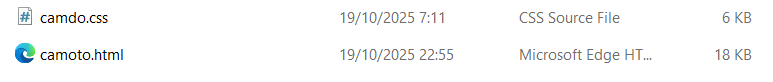 camdo.css 19/10/2025 7:11 CSS Source File 6 KB
camoto.html 19/10/2025 22:55 Microsoft Edge HT... 18 KB